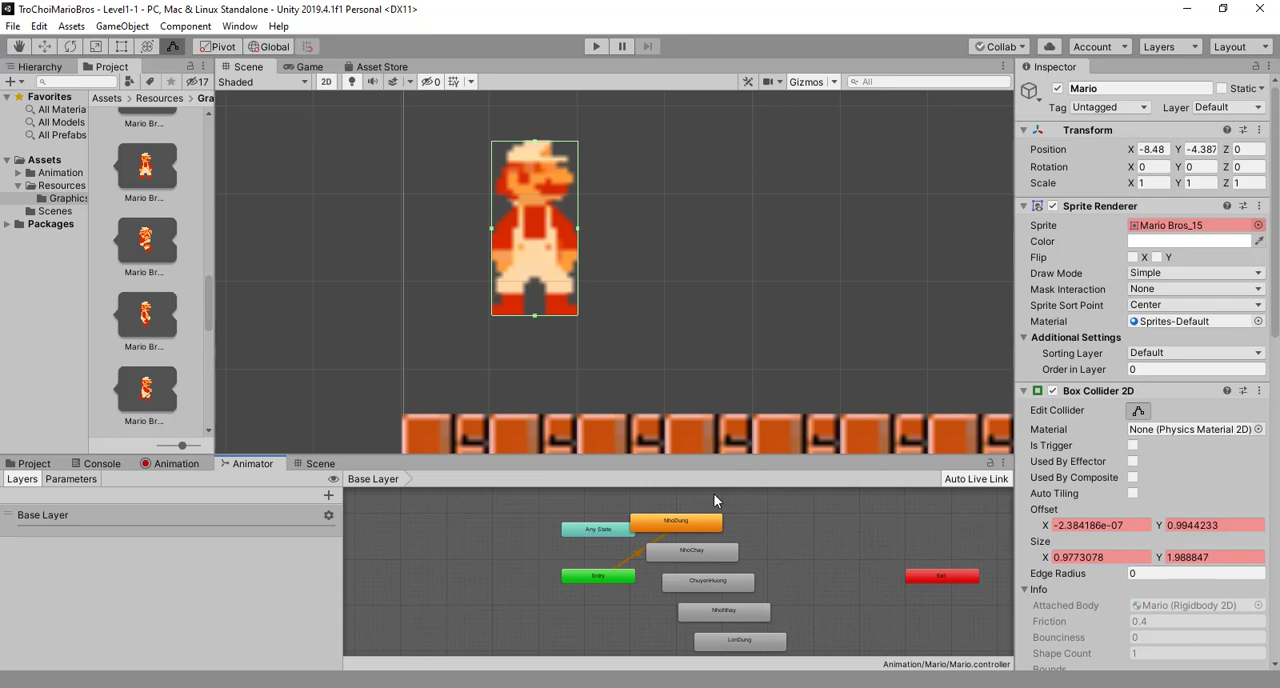 TroChoiMarioBros - Level1-1 - PC, Mac & Linux Standalone - Unity 2019.4.1f1 Personal <DX11>
File Edit Assets GameObject Component Window Help
Pivot Global Collab Account Layers Layout
Hierarchy Project
17
Favorites
All Materia
All Models
All Prefabs
Assets
Animation
Resources
Graphics
Scenes
Packages
Assets Resources Gra
Mario Br...
Mario Br...
Mario Br...
Mario Br...
Mario Br...
Scene Game Asset Store
Shaded 2D 0 Gizmos All
Project Console Animation Animator Scene
Layers Parameters Base Layer Auto Live Link
Base Layer
Any State
NhoDung
NhoChay
Entry
ChuyenHuong
Exit
NhoNhay
LonDung
Animation/Mario/Mario.controller
Inspector
Mario Static
Tag Untagged Layer Default
Transform
Position X -8.48 Y -4.387 Z 0
Rotation X 0 Y 0 Z 0
Scale X 1 Y 1 Z 1
Sprite Renderer
Sprite Mario Bros_15
Color
Flip X Y
Draw Mode Simple
Mask Interaction None
Sprite Sort Point Center
Material Sprites-Default
Additional Settings
Sorting Layer Default
Order in Layer 0
Box Collider 2D
Edit Collider
Material None (Physics Material 2D)
Is Trigger
Used By Effector
Used By Composite
Auto Tiling
Offset
X -2.384186e-07 Y 0.9944233
Size
X 0.9773078 Y 1.988847
Edge Radius 0
Info
Attached Body Mario (Rigidbody 2D)
Friction 0.4
Bounciness 0
Shape Count 1
Bounds